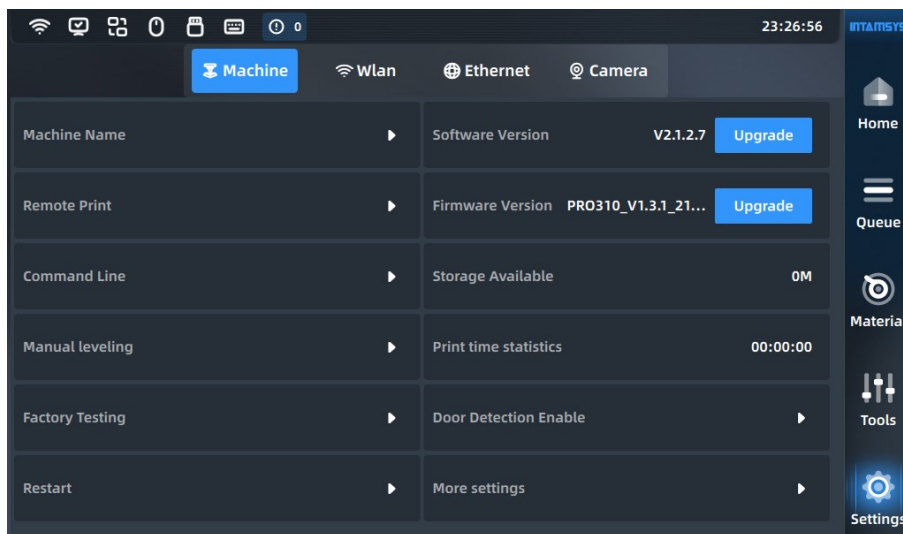 0
23:26:56
INTAMSYS
Machine
Wlan
Ethernet
Camera
Machine Name
Software Version V2.1.2.7 Upgrade
Remote Print
Firmware Version PRO310_V1.3.1_21... Upgrade
Command Line
Storage Available 0M
Manual leveling
Print time statistics 00:00:00
Factory Testing
Door Detection Enable
Restart
More settings
Home
Queue
Materia
Tools
Settings